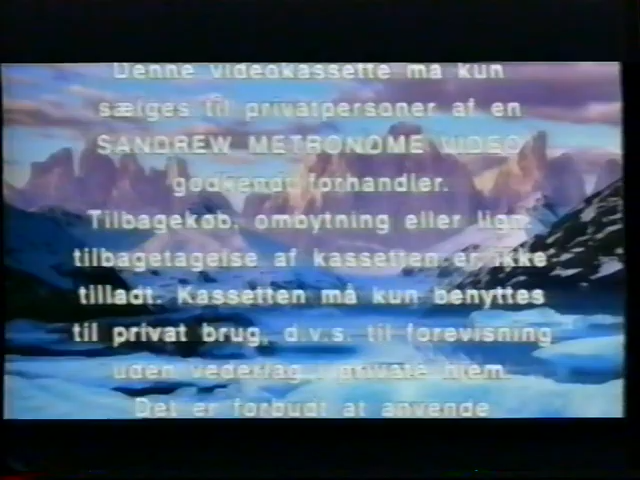 Denne videokassette må kun
sælges til privatpersoner af en
SANDREW METRONOME VIDEO
godkendt forhandler.
Tilbagekøb, ombytning eller lign.
tilbagetagelse af kassetten er ikke
tilladt. Kassetten må kun benyttes
til privat brug, d.v.s. til forevisning
uden vederlag i private hjem.
Det er forbudt at anvende